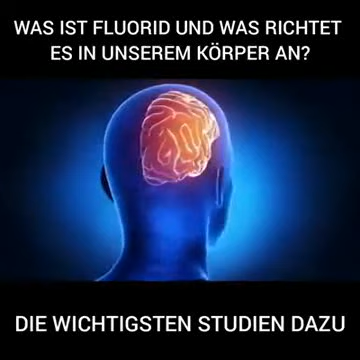 WAS IST FLUORID UND WAS RICHTET
ES IN UNSEREM KÖRPER AN?
DIE WICHTIGSTEN STUDIEN DAZU